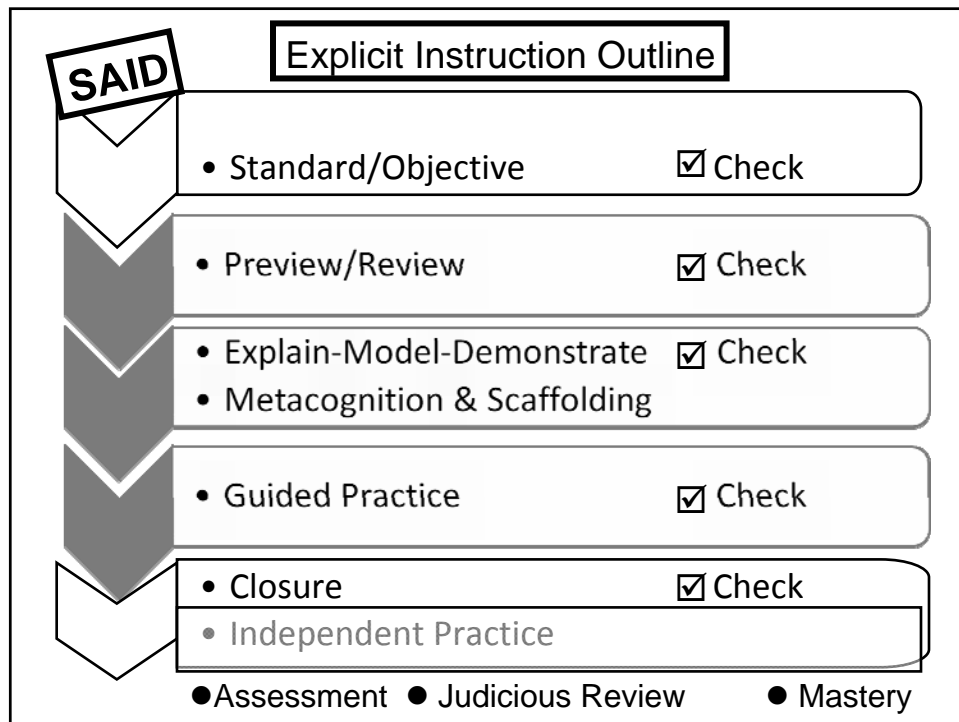 SAID
Explicit Instruction Outline
• Standard/Objective ☑ Check
• Preview/Review ☑ Check
• Explain-Model-Demonstrate ☑ Check
• Metacognition & Scaffolding
• Guided Practice ☑ Check
• Closure ☑ Check
• Independent Practice
●Assessment ● Judicious Review ● Mastery